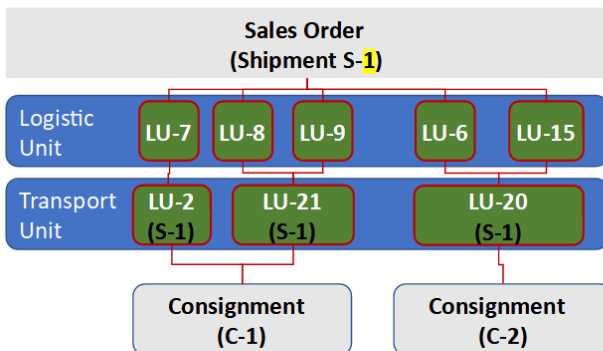 Sales Order
(Shipment S-1)
Logistic
Unit
LU-7 LU-8 LU-9 LU-6 LU-15
Transport
Unit
LU-2 LU-21 LU-20
(S-1) (S-1) (S-1)
Consignment Consignment
(C-1) (C-2)